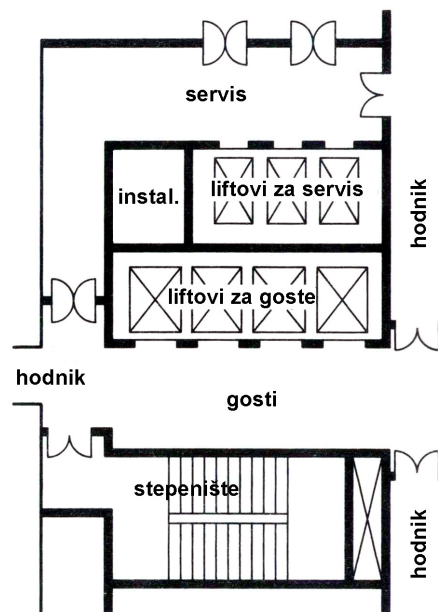 servis
liftovi za servis
instal.
hodnik
liftovi za goste
hodnik
gosti
stepenište
hodnik